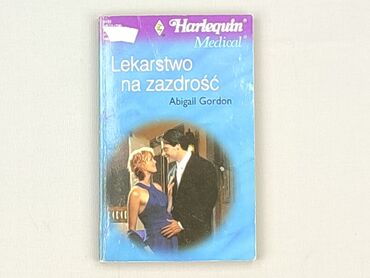 Harlequin®
Medical®
Lekarstwo
na zazdrość
Abigail Gordon